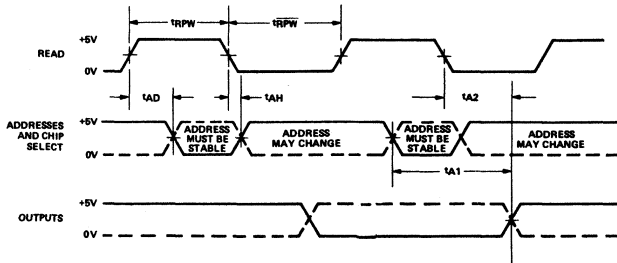 tRPW
tRPW
+5V
READ
0V
tAD
tAH
tA2
ADDRESSES
AND CHIP
SELECT
+5V
0V
ADDRESS
MUST BE
STABLE
ADDRESS
MAY CHANGE
ADDRESS
MUST BE
STABLE
ADDRESS
MAY CHANGE
tA1
+5V
OUTPUTS
0V